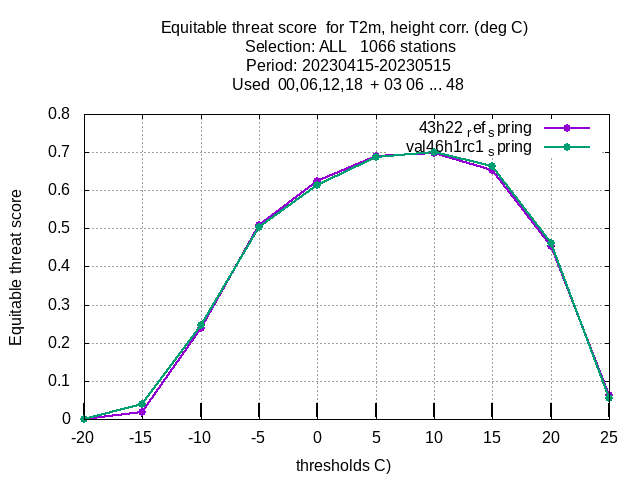 Equitable threat score  for T2m, height corr. (deg C)
Selection: ALL   1066 stations
Period: 20230415-20230515
Used  00,06,12,18  + 03 06 ... 48
43h22 ref spring
val46h1rc1 spring
Equitable threat score
0.8
0.7
0.6
0.5
0.4
0.3
0.2
0.1
0
-20 -15 -10 -5 0 5 10 15 20 25
thresholds C)